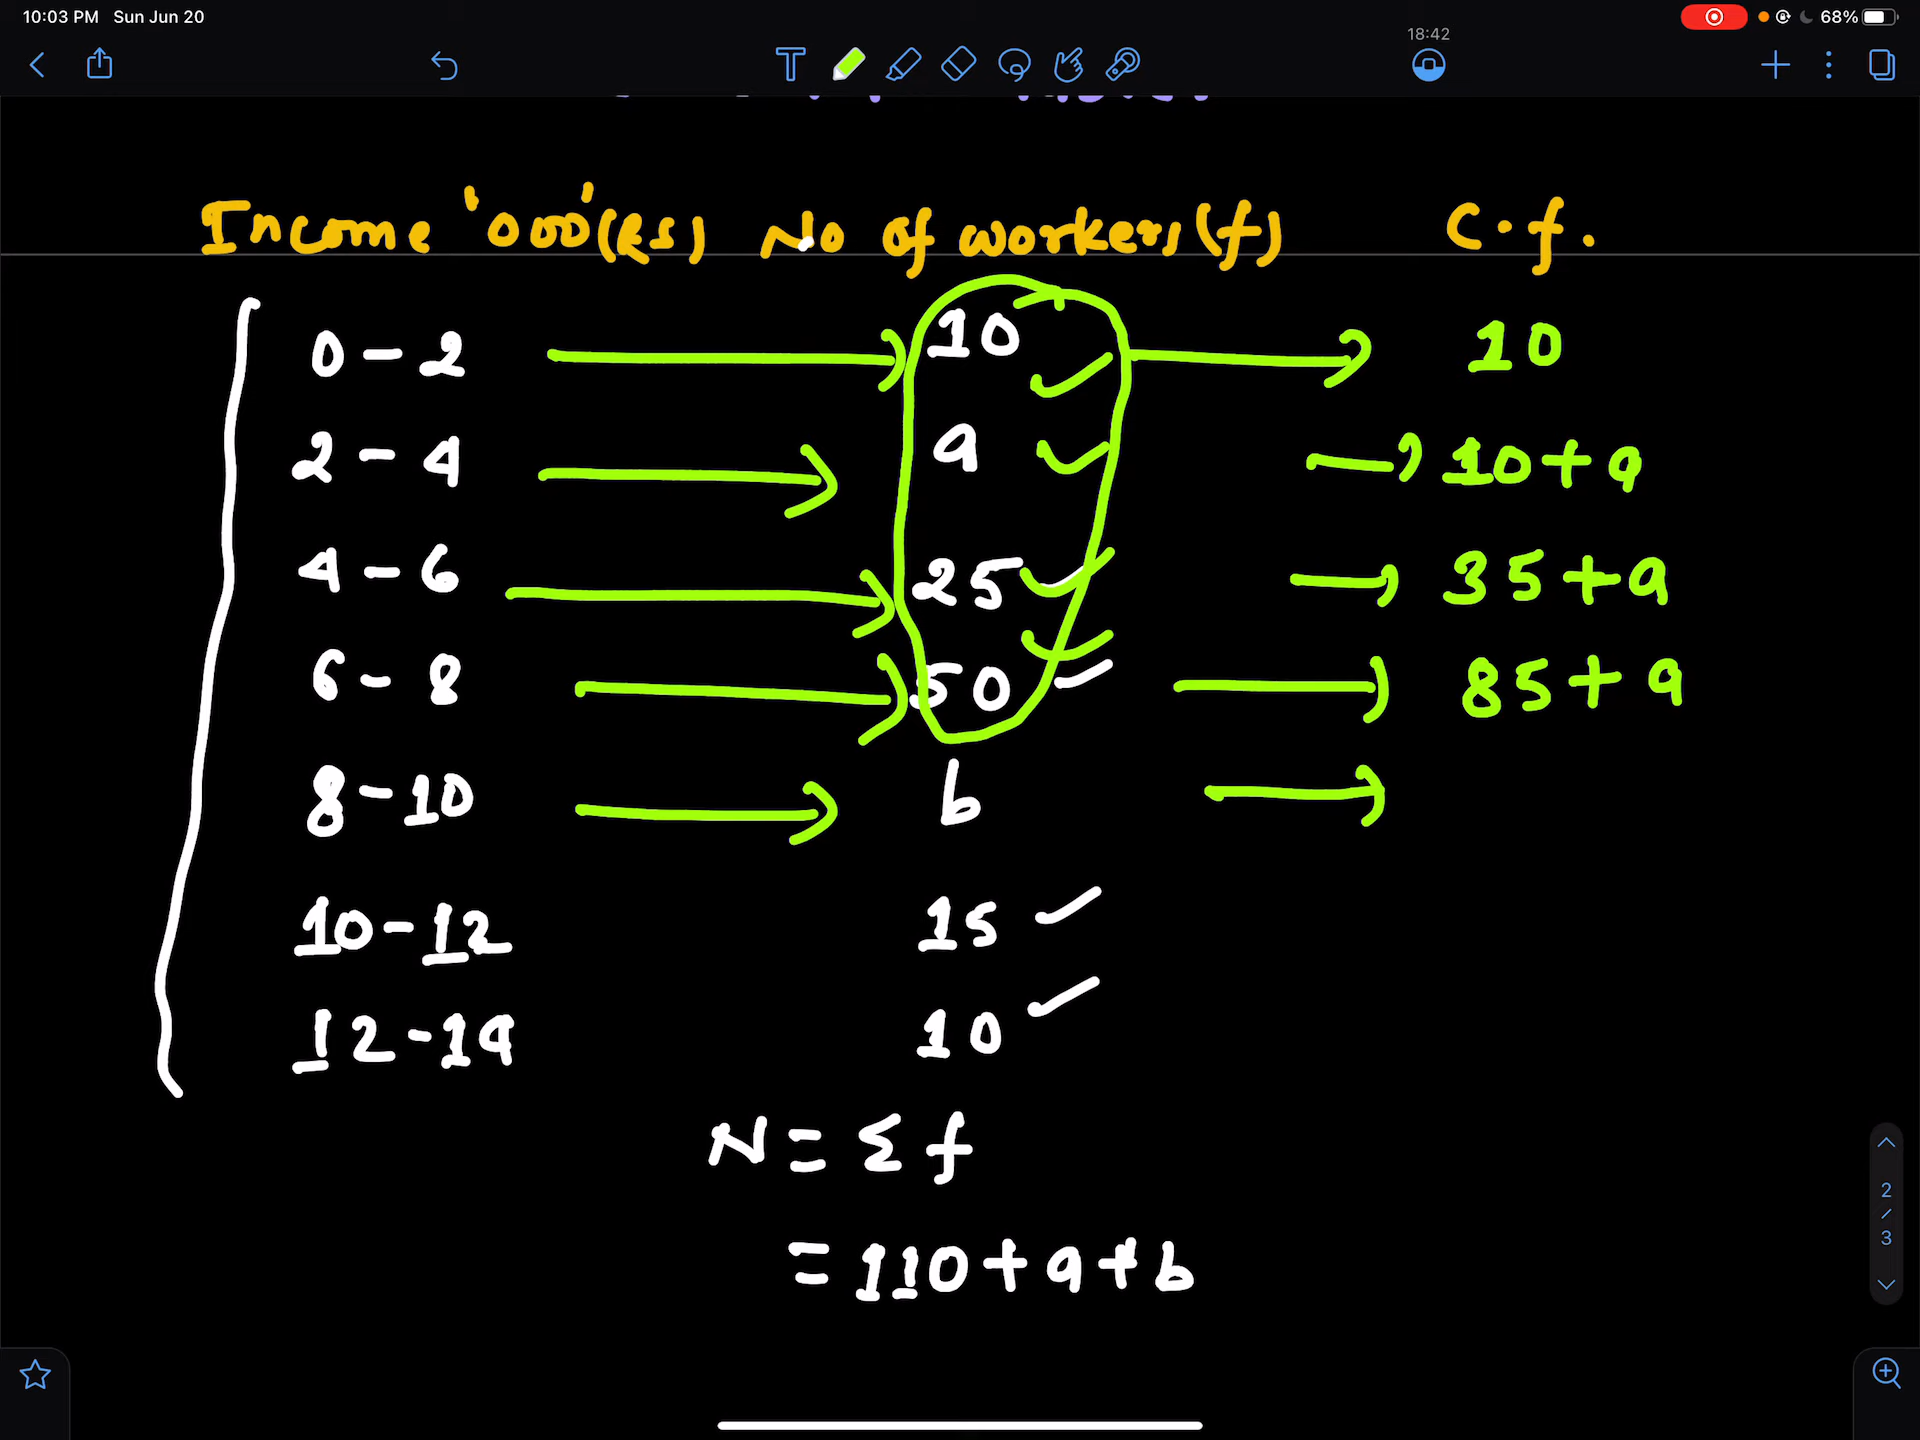 10:03 PM Sun Jun 20 68%
18:42
Income '000'(Rs) No of workers(f) C.f.
0-2 10 10
2-4 a 10+a
4-6 25 35+a
6-8 50 85+a
8-10 b
10-12 15
12-14 10
N = Σf
= 110+a+b
2
/
3